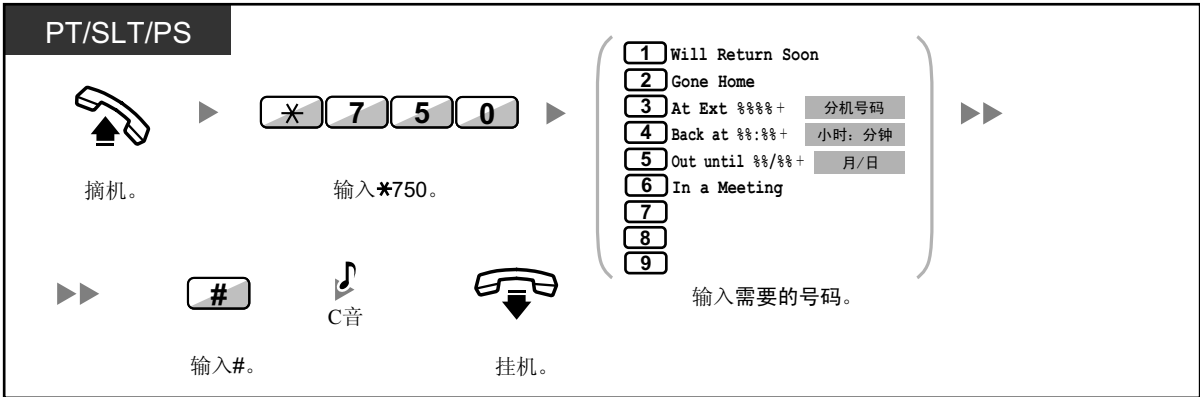 PT/SLT/PS
摘机。
* 7 5 0
输入*750。
1 Will Return Soon
2 Gone Home
3 At Ext %%%%+ 分机号码
4 Back at %%:%%+ 小时：分钟
5 Out until %%/%%+ 月/日
6 In a Meeting
7
8
9
输入需要的号码。
#
输入#。
C音
挂机。